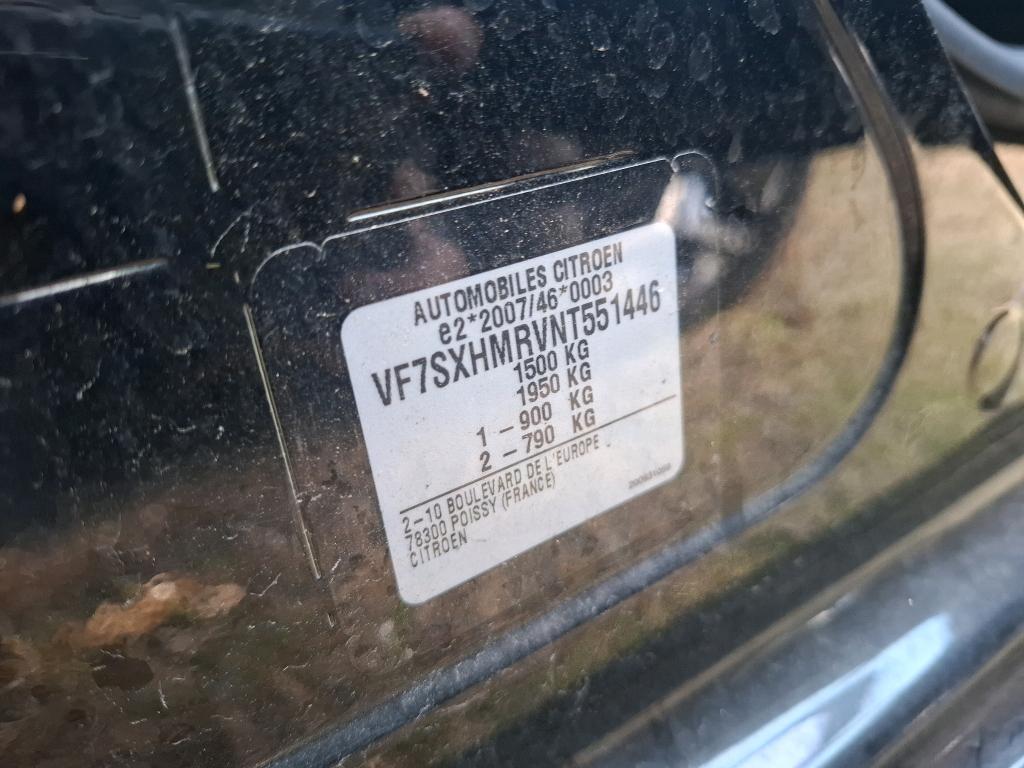 AUTOMOBILES CITROEN
e2*2007/46*0003
VF7SXHMRVNT551446
1500 KG
1950 KG
1 – 900 KG
2 – 790 KG
2–10 BOULEVARD DE L'EUROPE
78300 POISSY (FRANCE)
CITROEN